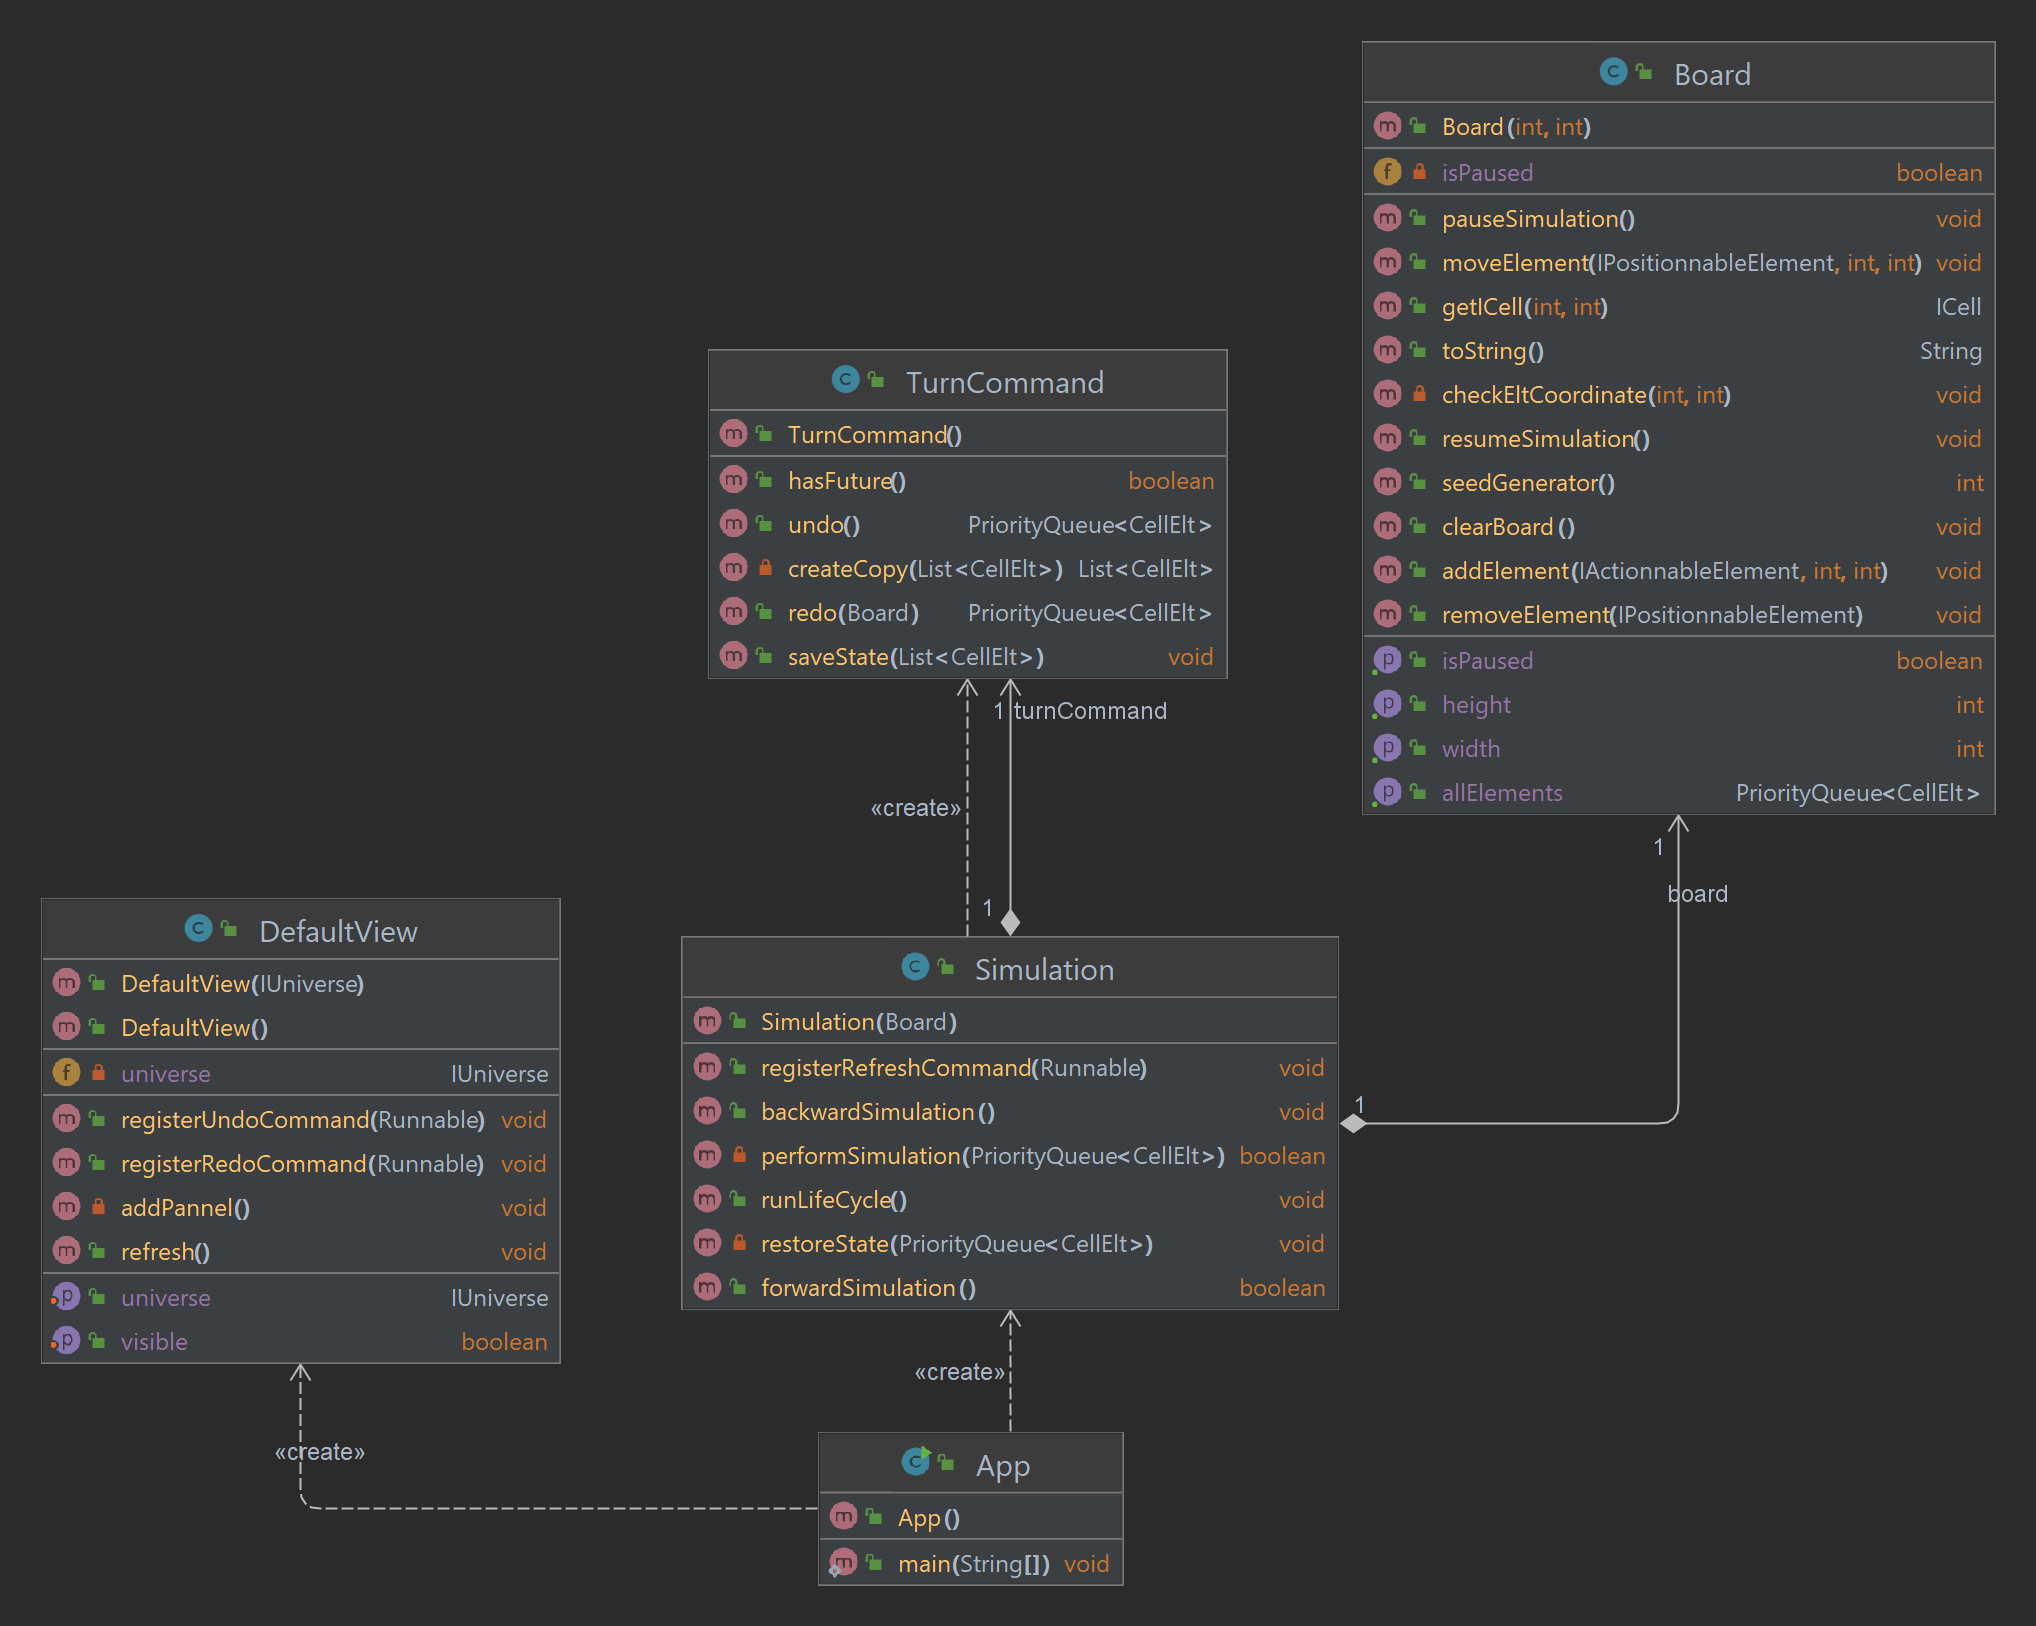 Board
Board(int, int)
isPaused boolean
pauseSimulation() void
moveElement(IPositionnableElement, int, int) void
getICell(int, int) ICell
toString() String
checkEltCoordinate(int, int) void
resumeSimulation() void
seedGenerator() int
clearBoard() void
addElement(IActionnableElement, int, int) void
removeElement(IPositionnableElement) void
isPaused boolean
height int
width int
allElements PriorityQueue<CellElt>
TurnCommand
TurnCommand()
hasFuture() boolean
undo() PriorityQueue<CellElt>
createCopy(List<CellElt>) List<CellElt>
redo(Board) PriorityQueue<CellElt>
saveState(List<CellElt>) void
1 turnCommand
«create»
1
1
board
1
DefaultView
DefaultView(IUniverse)
DefaultView()
universe IUniverse
registerUndoCommand(Runnable) void
registerRedoCommand(Runnable) void
addPannel() void
refresh() void
universe IUniverse
visible boolean
Simulation
Simulation(Board)
registerRefreshCommand(Runnable) void
backwardSimulation() void
performSimulation(PriorityQueue<CellElt>) boolean
runLifeCycle() void
restoreState(PriorityQueue<CellElt>) void
forwardSimulation() boolean
«create»
«create»
App
App()
main(String[]) void